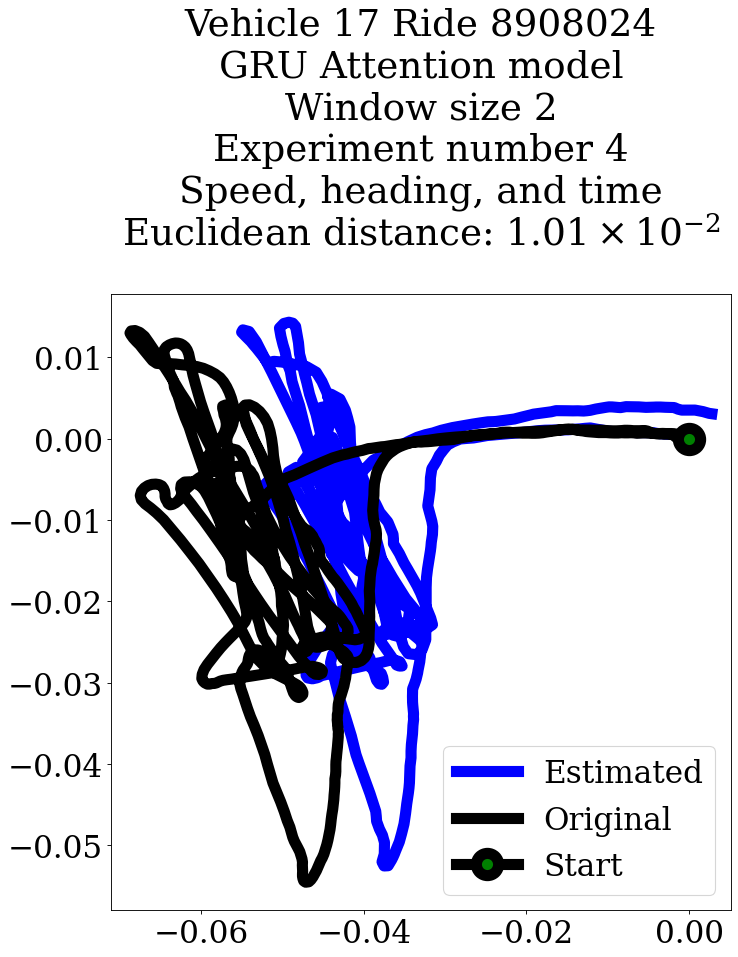 Vehicle 17 Ride 8908024
GRU Attention model
Window size 2
Experiment number 4
Speed, heading, and time
Euclidean distance: 1.01 × 10⁻²
0.01
0.00
−0.01
−0.02
−0.03
−0.04
−0.05
Estimated
Original
Start
−0.06 −0.04 −0.02 0.00